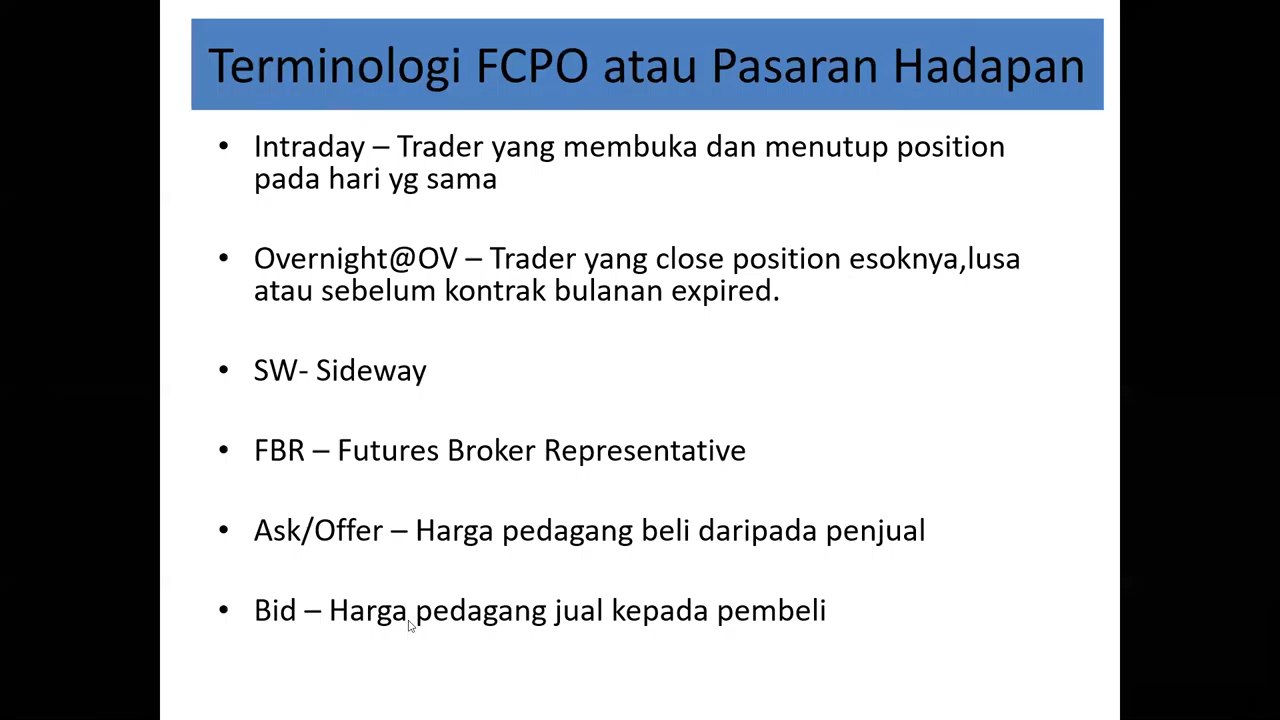 Terminologi FCPO atau Pasaran Hadapan
• Intraday – Trader yang membuka dan menutup position
pada hari yg sama
• Overnight@OV – Trader yang close position esoknya,lusa
atau sebelum kontrak bulanan expired.
• SW- Sideway
• FBR – Futures Broker Representative
• Ask/Offer – Harga pedagang beli daripada penjual
• Bid – Harga pedagang jual kepada pembeli